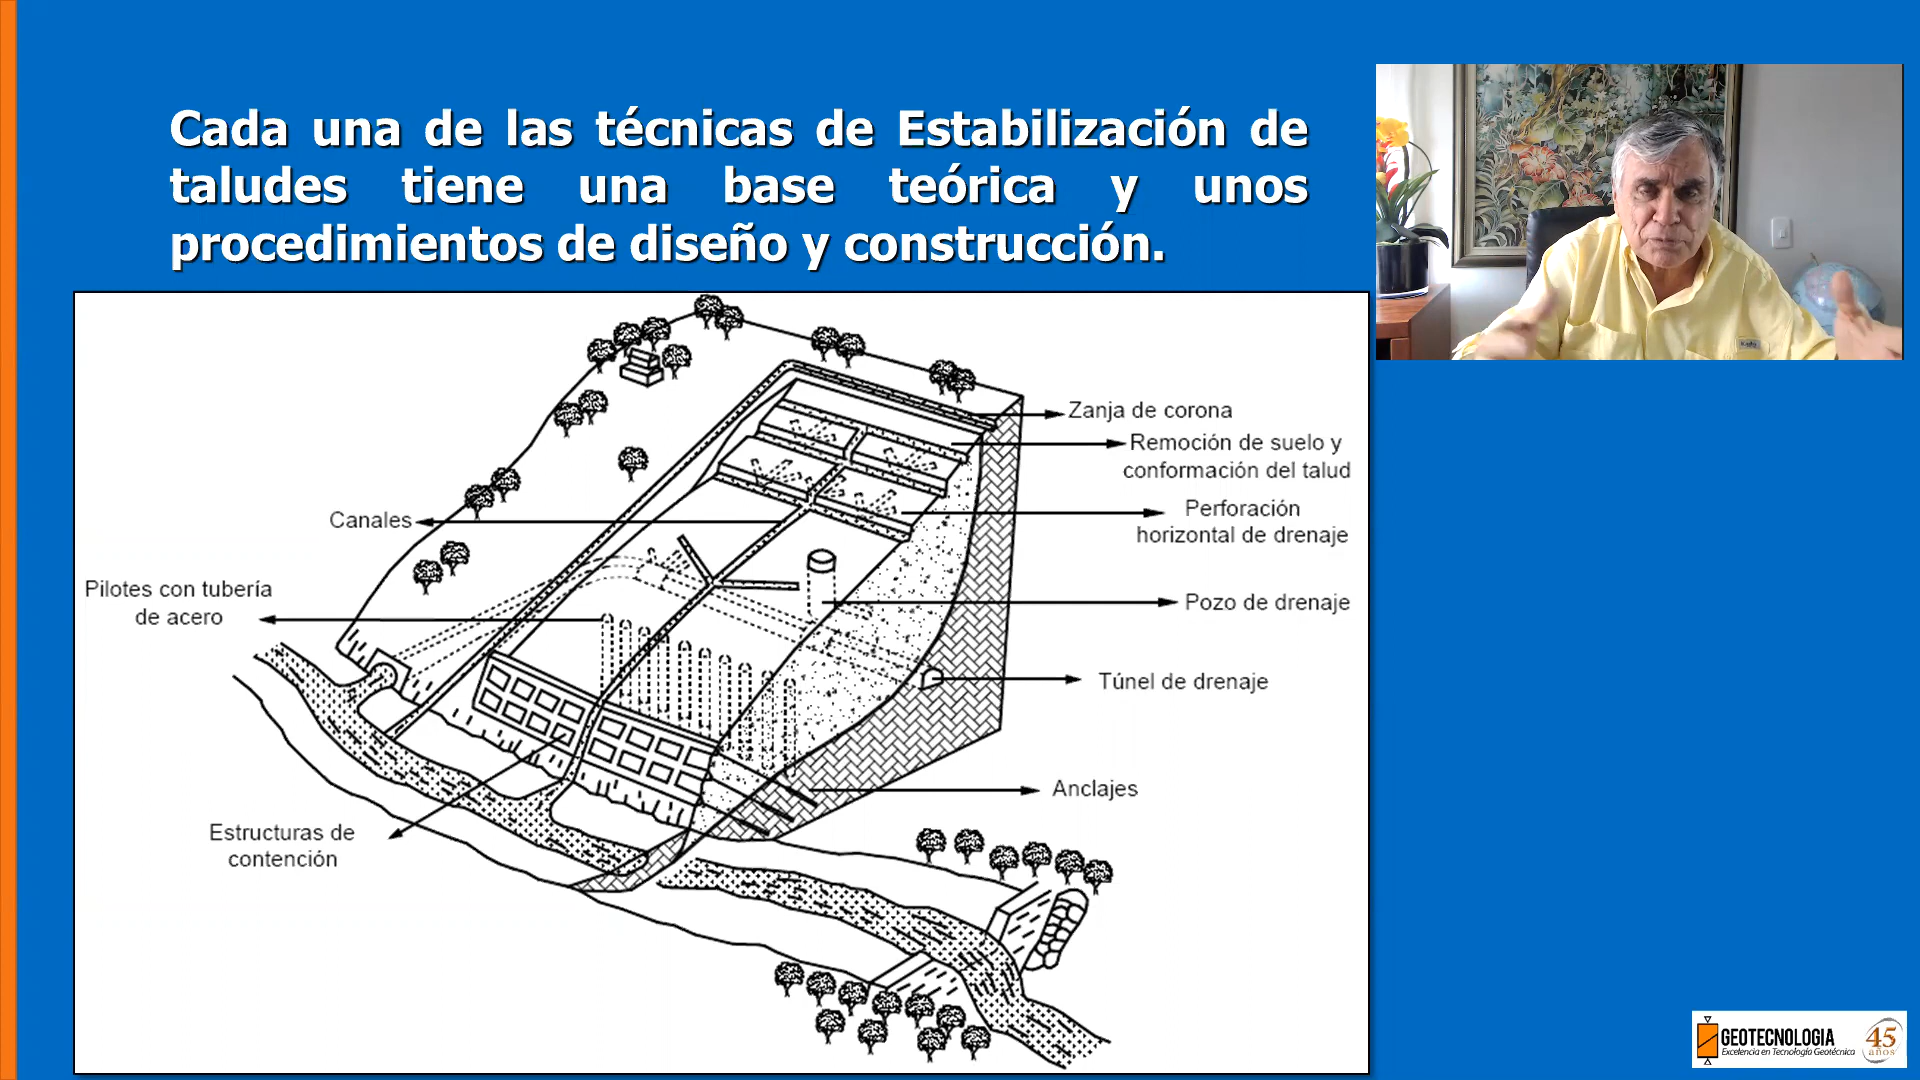 Cada una de las técnicas de Estabilización de
taludes tiene una base teórica y unos
procedimientos de diseño y construcción.
Zanja de corona
Remoción de suelo y
conformación del talud
Perforación
horizontal de drenaje
Canales
Pilotes con tubería
de acero
Pozo de drenaje
Túnel de drenaje
Anclajes
Estructuras de
contención
GEOTECNOLOGIA
Excelencia en Tecnología Geotécnica
45
años